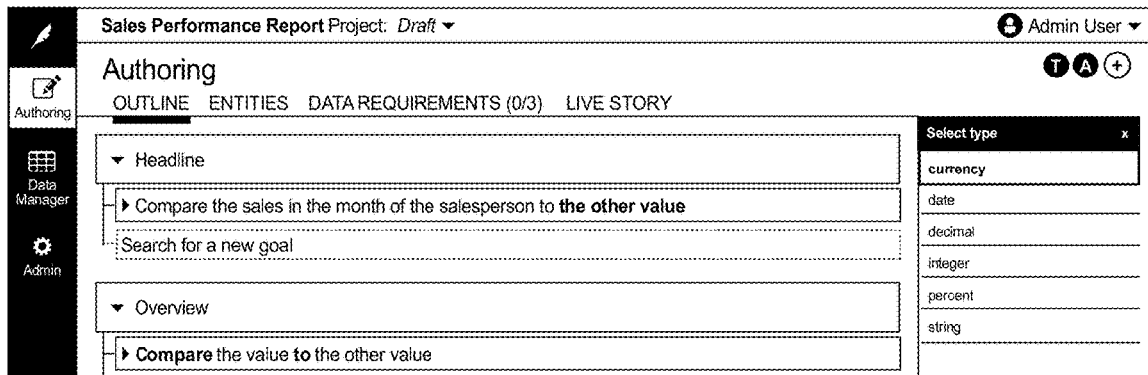 Sales Performance Report Project: Draft
Admin User
Authoring
T A +
OUTLINE ENTITIES DATA REQUIREMENTS (0/3) LIVE STORY
Authoring
Data
Manager
Admin
Headline
Compare the sales in the month of the salesperson to the other value
Search for a new goal
Overview
Compare the value to the other value
Select type x
currency
date
decimal
integer
percent
string